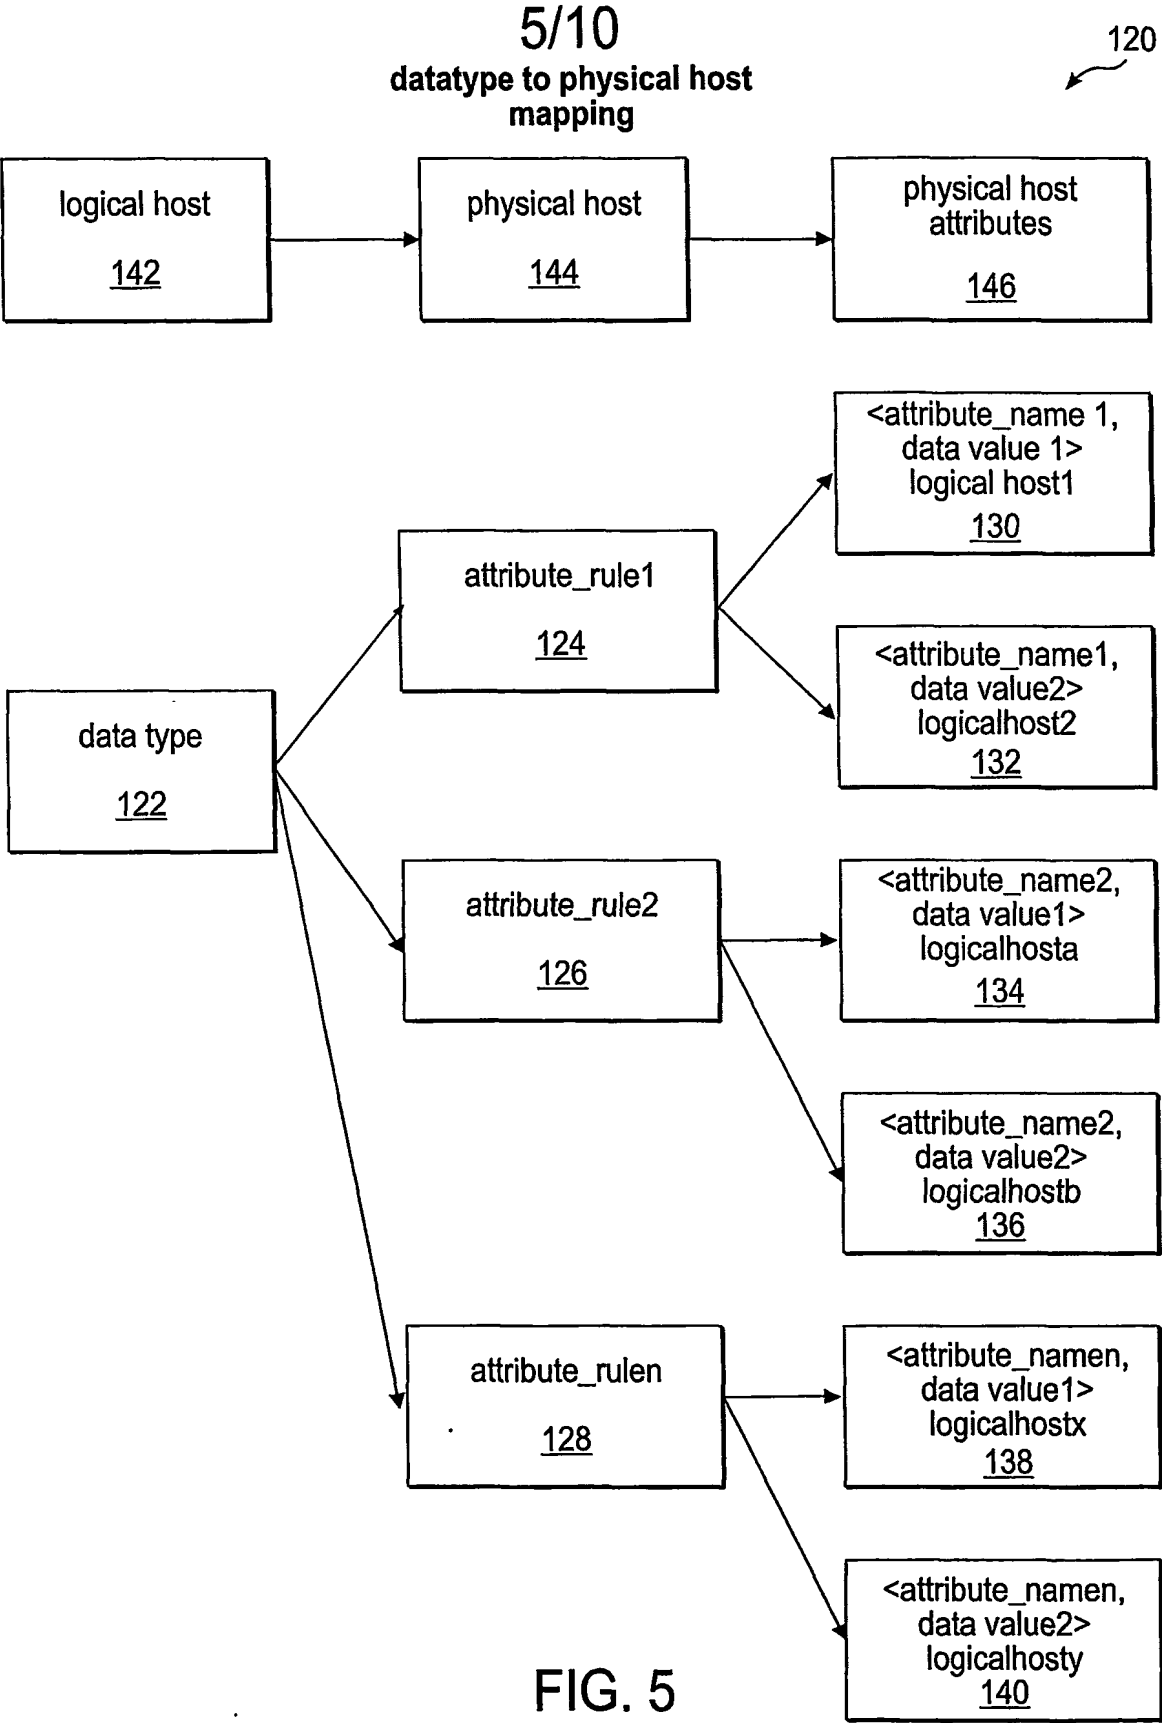 5/10
120
datatype to physical host
mapping
logical host
142
physical host
144
physical host
attributes
146
<attribute_name 1,
data value 1>
logical host1
130
attribute_rule1
124
<attribute_name1,
data value2>
logicalhost2
132
data type
122
attribute_rule2
126
<attribute_name2,
data value1>
logicalhosta
134
<attribute_name2,
data value2>
logicalhostb
136
attribute_rulen
128
<attribute_namen,
data value1>
logicalhostx
138
<attribute_namen,
data value2>
logicalhosty
140
FIG. 5